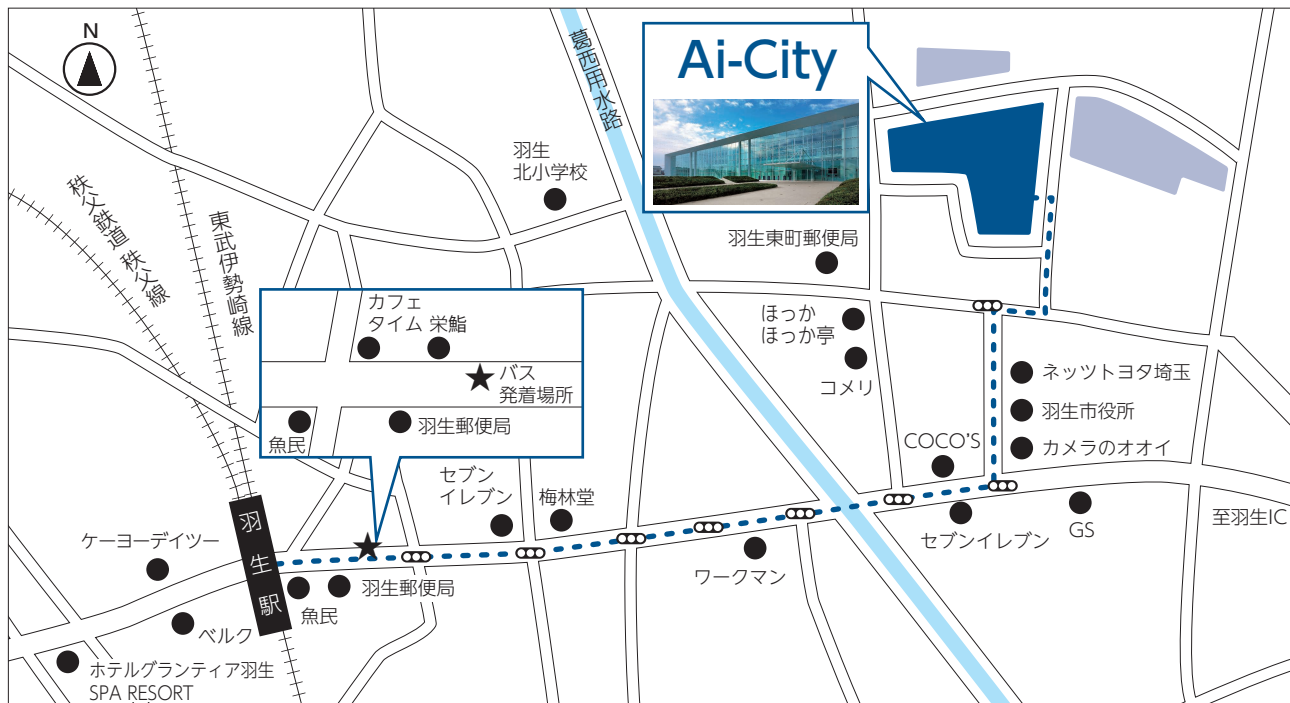 N
葛西用水路
Ai-City
羽生
北小学校
秩父鉄道 秩父線
東武伊勢崎線
羽生東町郵便局
カフェ
タイム
栄鮨
バス
発着場所
魚民
羽生郵便局
ほっか
ほっか亭
コメリ
ネッツトヨタ埼玉
羽生市役所
カメラのオオイ
COCO'S
セブン
イレブン
梅林堂
至羽生IC
GS
セブンイレブン
ワークマン
羽生駅
ケーヨーデイツー
羽生郵便局
魚民
ベルク
ホテルグランティア羽生
SPA RESORT